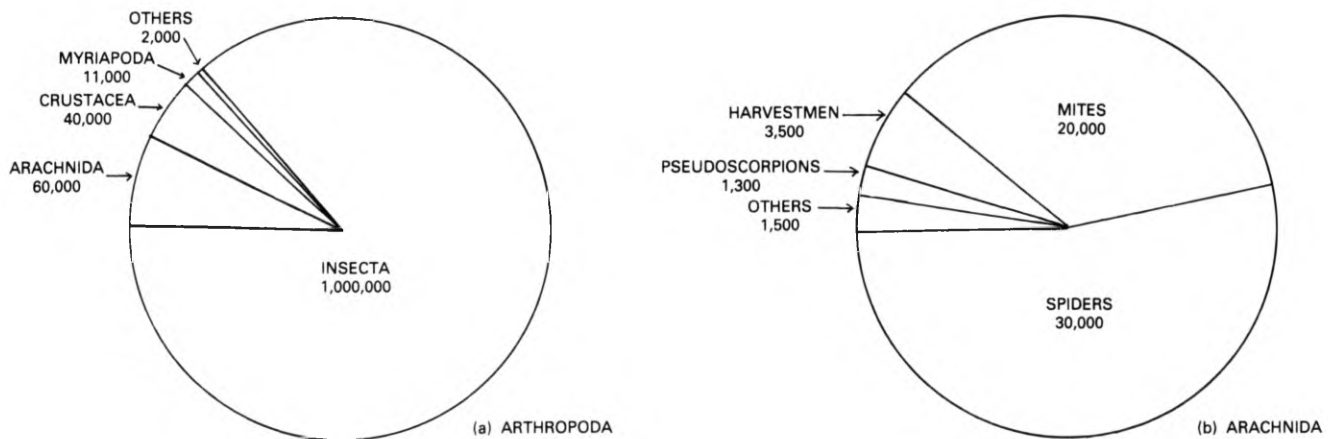 OTHERS
2,000
MYRIAPODA
11,000
CRUSTACEA
40,000
ARACHNIDA
60,000
INSECTA
1,000,000
(a) ARTHROPODA
HARVESTMEN
3,500
PSEUDOSCORPIONS
1,300
OTHERS
1,500
MITES
20,000
SPIDERS
30,000
(b) ARACHNIDA